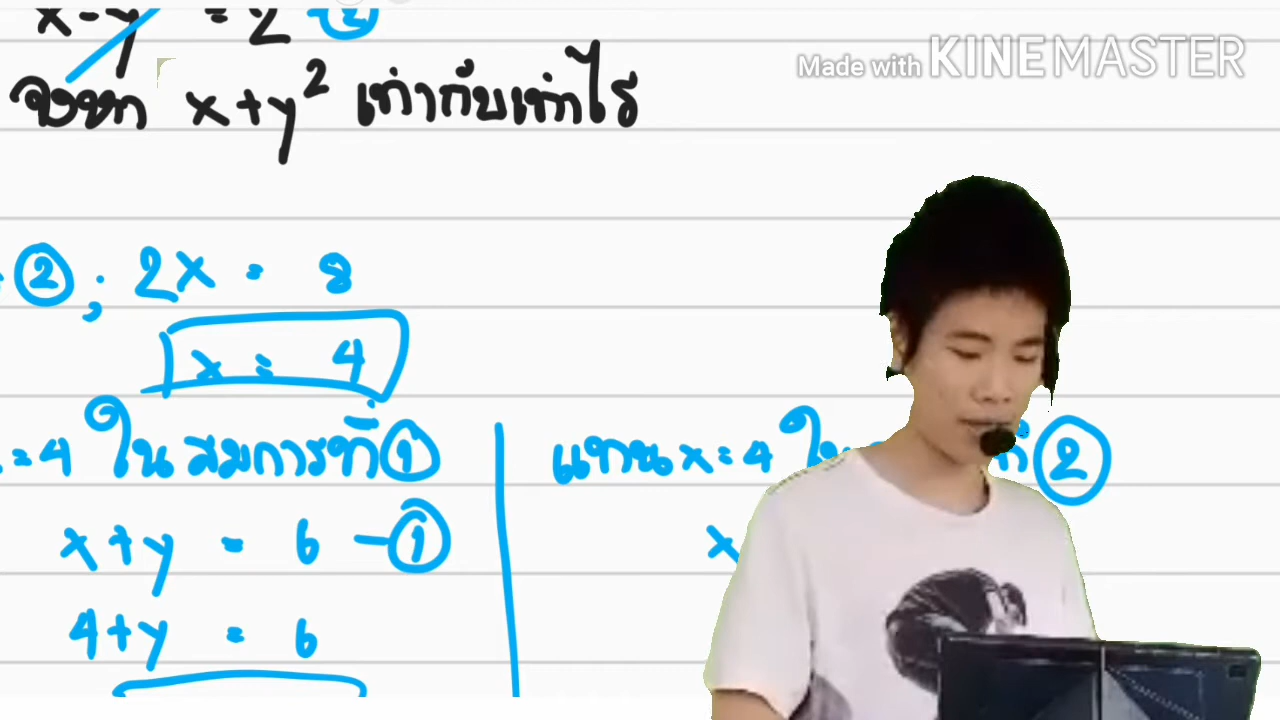 x-y = 2 -②
Made with KINEMASTER
จงหา x+y² เท่ากับเท่าไร
② ; 2x = 8
x = 4
=4 ใน สมการที่ ①
แทน x=4 ②
x+y = 6 -①
x
4+y = 6